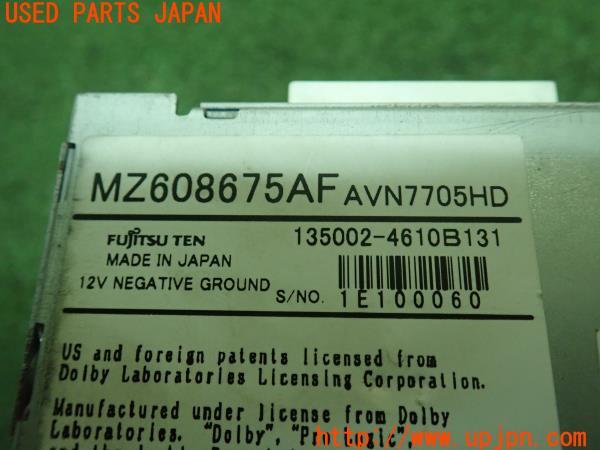 USED PARTS JAPAN
MZ608675AF AVN7705HD
FUJITSU TEN
135002-4610B131
MADE IN JAPAN
12V NEGATIVE GROUND
S/NO. 1E100060
US and foreign patents licensed from
Dolby Laboratories Licensing Corporation.
Manufactured under license from Dolby
Laboratories. "Dolby", "Pro Logic",
http://www.upjpn.com